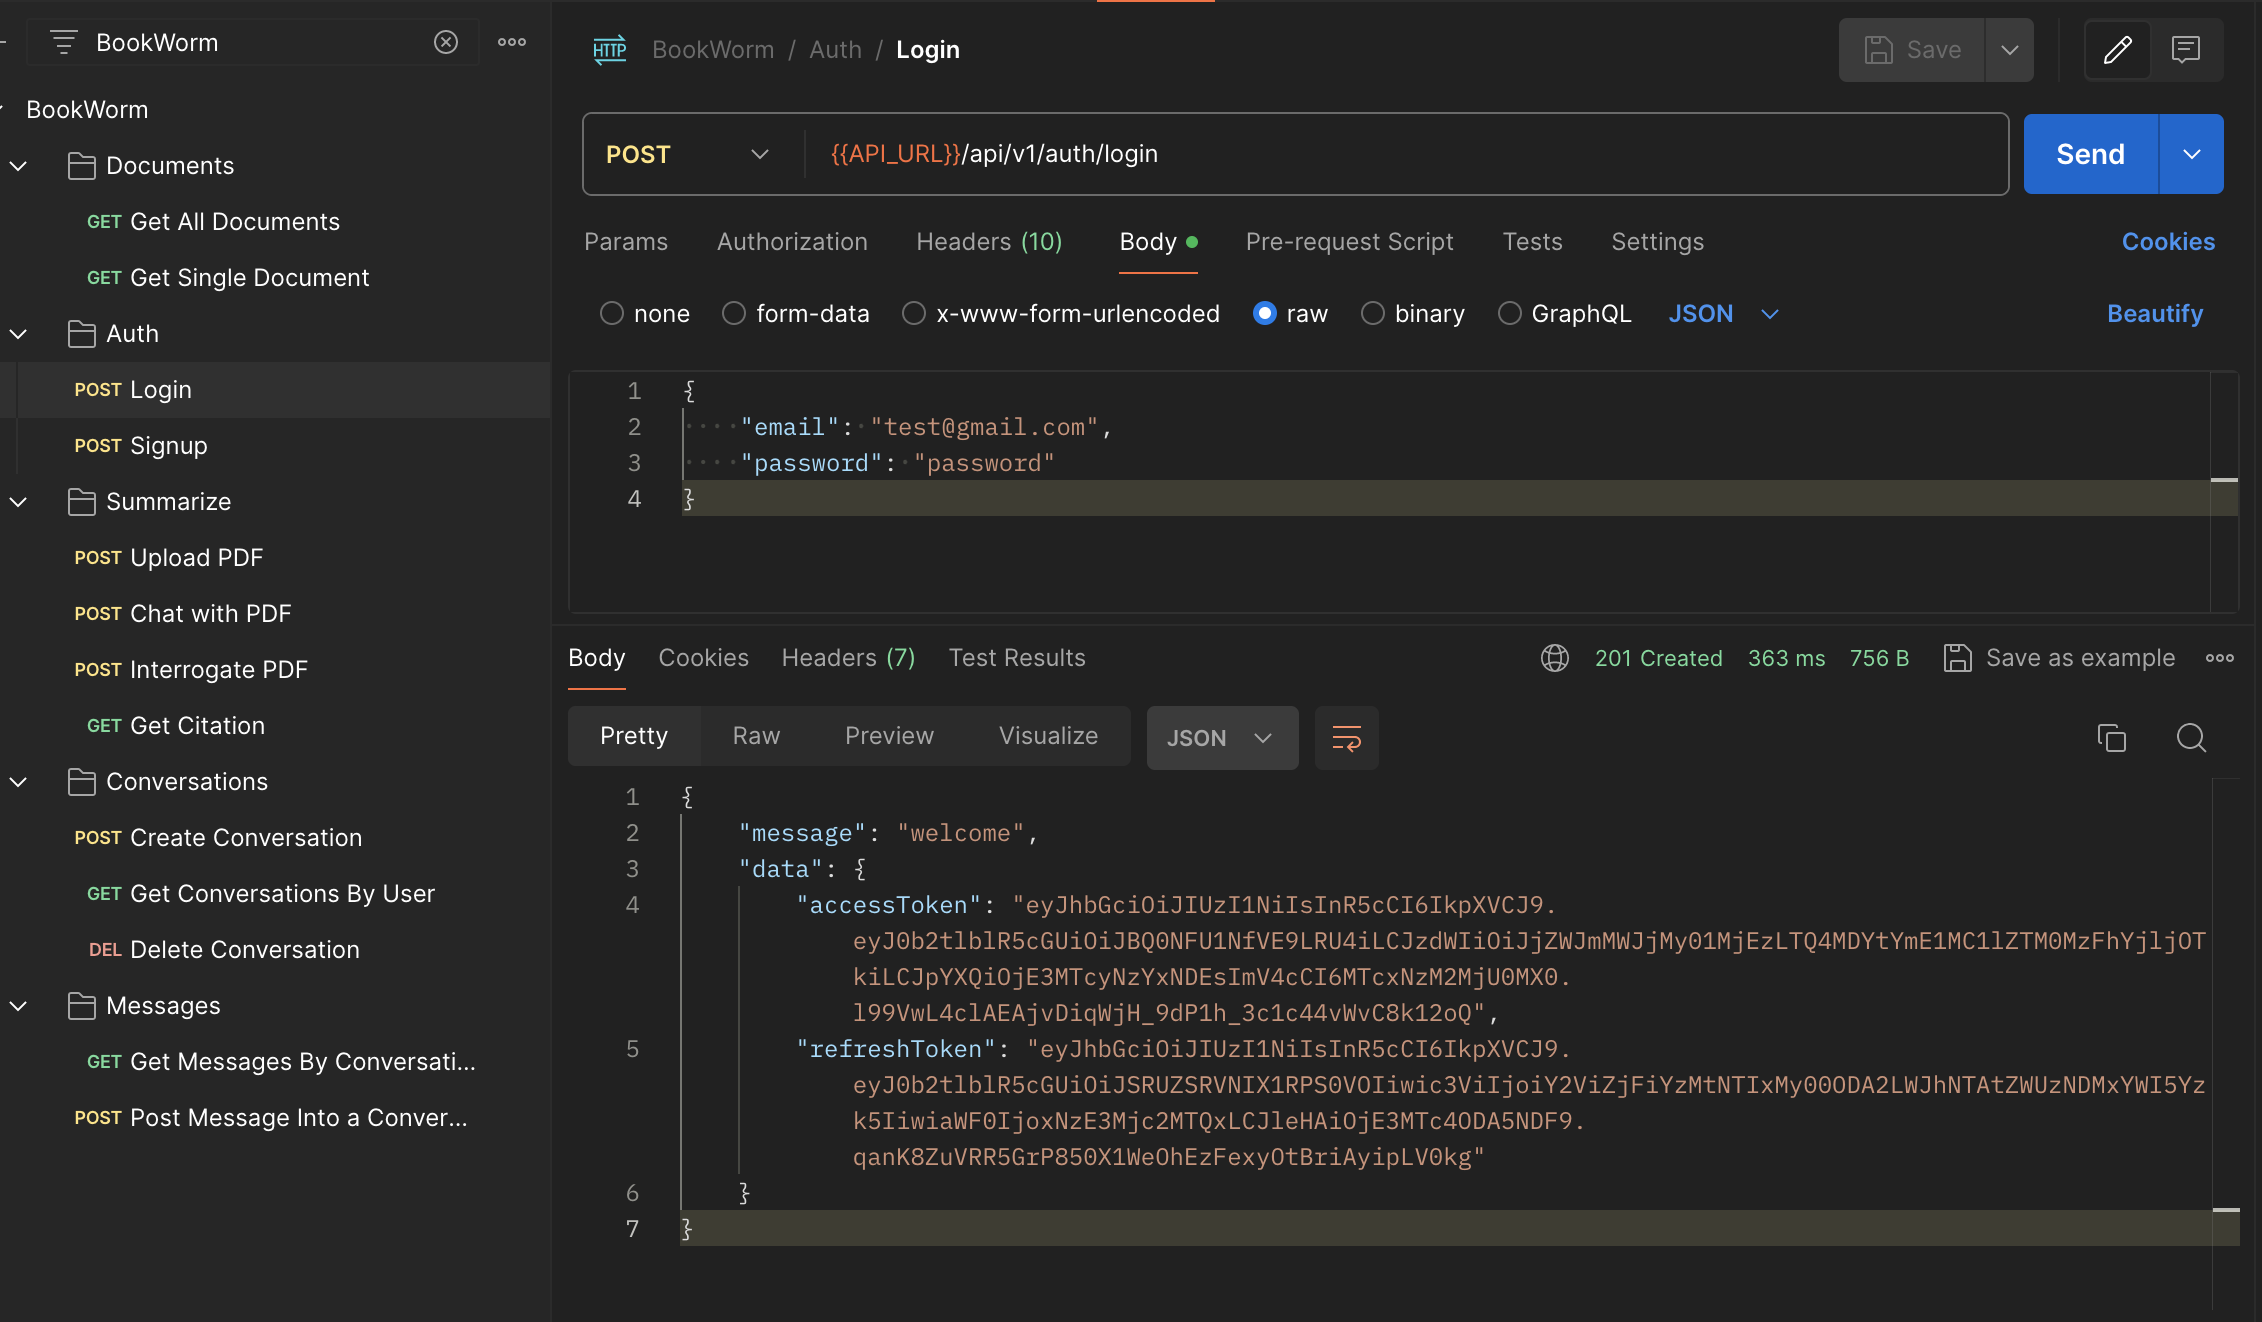 BookWorm
BookWorm
Documents
GET Get All Documents
GET Get Single Document
Auth
POST Login
POST Signup
Summarize
POST Upload PDF
POST Chat with PDF
POST Interrogate PDF
GET Get Citation
Conversations
POST Create Conversation
GET Get Conversations By User
DEL Delete Conversation
Messages
GET Get Messages By Conversati...
POST Post Message Into a Conver...
HTTP BookWorm / Auth / Login
Save
POST {{API_URL}}/api/v1/auth/login
Send
Params Authorization Headers (10) Body Pre-request Script Tests Settings Cookies
none form-data x-www-form-urlencoded raw binary GraphQL JSON Beautify
1 {
2 "email": "test@gmail.com",
3 "password": "password"
4 }
Body Cookies Headers (7) Test Results 201 Created 363 ms 756 B Save as example
Pretty Raw Preview Visualize JSON
1 {
2 "message": "welcome",
3 "data": {
4 "accessToken": "eyJhbGciOiJIUzI1NiIsInR5cCI6IkpXVCJ9.
eyJ0b2tlblR5cGUiOiJBQ0NFU1NfVE9LRU4iLCJzdWIiOiJjZWJmMWJjMy01MjEzLTQ4MDYtYmE1MC1lZTM0MzFhYjljOT
kiLCJpYXQiOjE3MTcyNzYxNDEsImV4cCI6MTcxNzM2MjU0MX0.
l99VwL4clAEAjvDiqWjH_9dP1h_3c1c44vWvC8k12oQ",
5 "refreshToken": "eyJhbGciOiJIUzI1NiIsInR5cCI6IkpXVCJ9.
eyJ0b2tlblR5cGUiOiJSRUZSRVNIX1RPS0VOIiwic3ViIjoiY2ViZjFiYzMtNTIxMy00ODA2LWJhNTAtZWUzNDMxYWI5Yz
k5IiwiaWF0IjoxNzE3Mjc2MTQxLCJleHAiOjE3MTc4ODA5NDF9.
qanK8ZuVRR5GrP850X1WeOhEzFexyOtBriAyipLV0kg"
6 }
7 }